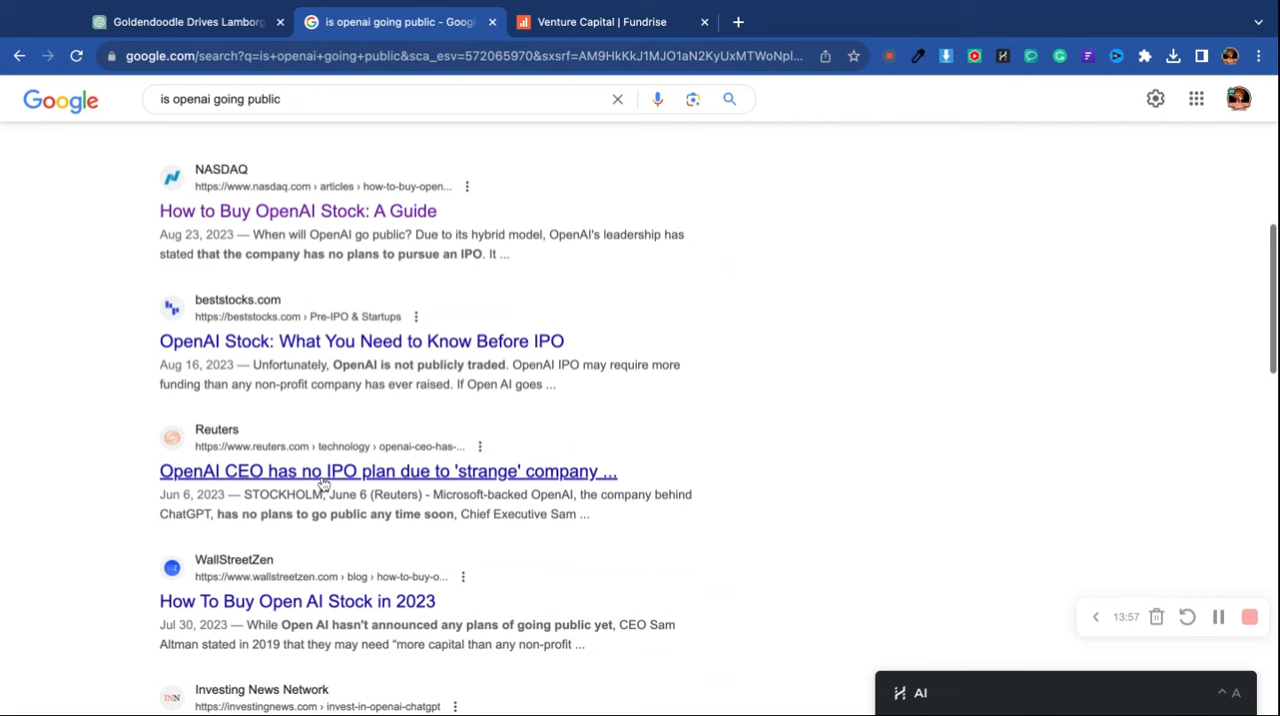 Goldendoodle Drives Lamborg
is openai going public - Goog
Venture Capital | Fundrise
google.com/search?q=is+openai+going+public&sca_esv=572065970&sxsrf=AM9HkKkJ1MJO1aN2KyUxMTWoNpl...
Google
is openai going public
NASDAQ
https://www.nasdaq.com › articles › how-to-buy-open...
How to Buy OpenAI Stock: A Guide
Aug 23, 2023 — When will OpenAI go public? Due to its hybrid model, OpenAI's leadership has
stated that the company has no plans to pursue an IPO. It ...
beststocks.com
https://beststocks.com › Pre-IPO & Startups
OpenAI Stock: What You Need to Know Before IPO
Aug 16, 2023 — Unfortunately, OpenAI is not publicly traded. OpenAI IPO may require more
funding than any non-profit company has ever raised. If Open AI goes ...
Reuters
https://www.reuters.com › technology › openai-ceo-has-...
OpenAI CEO has no IPO plan due to 'strange' company ...
Jun 6, 2023 — STOCKHOLM, June 6 (Reuters) - Microsoft-backed OpenAI, the company behind
ChatGPT, has no plans to go public any time soon, Chief Executive Sam ...
WallStreetZen
https://www.wallstreetzen.com › blog › how-to-buy-o...
How To Buy Open AI Stock in 2023
Jul 30, 2023 — While Open AI hasn't announced any plans of going public yet, CEO Sam
Altman stated in 2019 that they may need "more capital than any non-profit ...
13:57
Investing News Network
https://investingnews.com › invest-in-openai-chatgpt
INN
AI
A